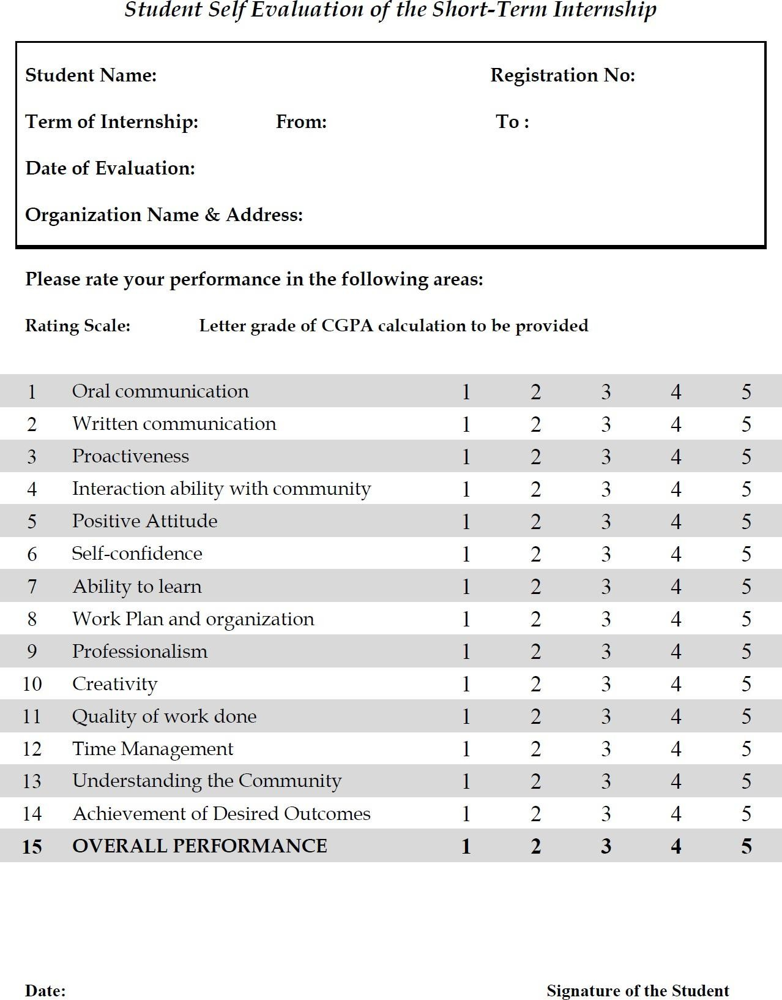 Student Self Evaluation of the Short-Term Internship
Student Name: Registration No:
Term of Internship: From: To :
Date of Evaluation:
Organization Name & Address:
Please rate your performance in the following areas:
Rating Scale: Letter grade of CGPA calculation to be provided
1 Oral communication 1 2 3 4 5
2 Written communication 1 2 3 4 5
3 Proactiveness 1 2 3 4 5
4 Interaction ability with community 1 2 3 4 5
5 Positive Attitude 1 2 3 4 5
6 Self-confidence 1 2 3 4 5
7 Ability to learn 1 2 3 4 5
8 Work Plan and organization 1 2 3 4 5
9 Professionalism 1 2 3 4 5
10 Creativity 1 2 3 4 5
11 Quality of work done 1 2 3 4 5
12 Time Management 1 2 3 4 5
13 Understanding the Community 1 2 3 4 5
14 Achievement of Desired Outcomes 1 2 3 4 5
15 OVERALL PERFORMANCE 1 2 3 4 5
Date: Signature of the Student